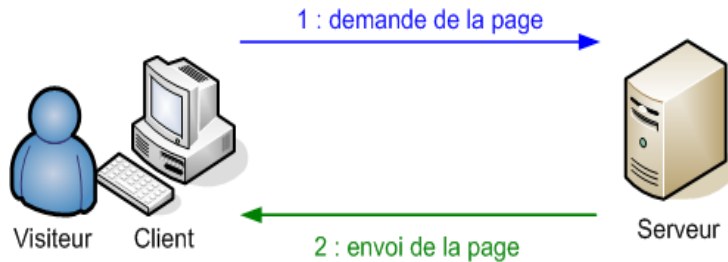 1 : demande de la page
Visiteur
Client
Serveur
2 : envoi de la page